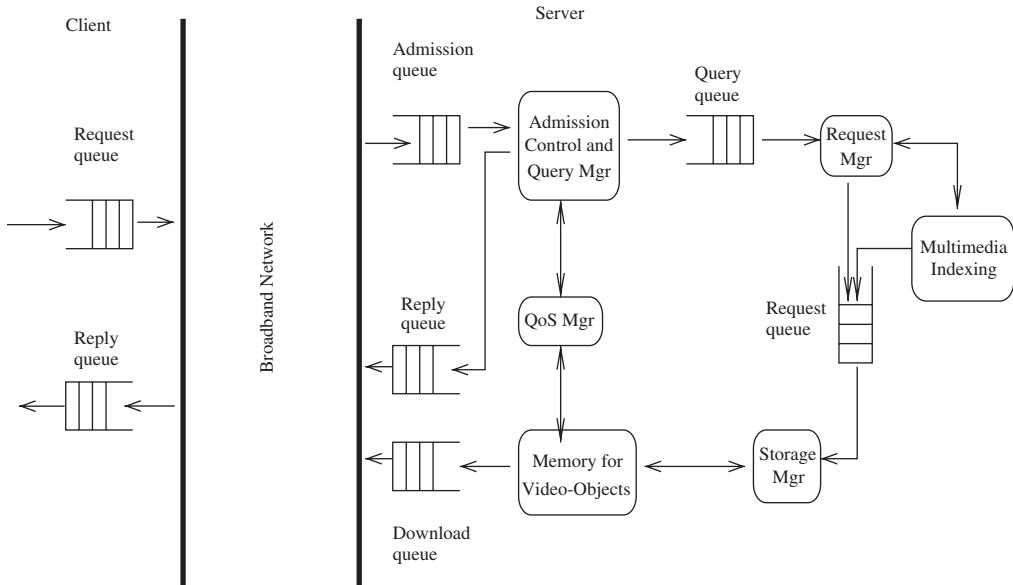 Client
Server
Admission
queue
Query
queue
Request
queue
Admission
Control and
Query Mgr
Request
Mgr
Multimedia
Indexing
Broadband Network
Reply
queue
Reply
queue
QoS Mgr
Request
queue
Memory for
Video-Objects
Storage
Mgr
Download
queue